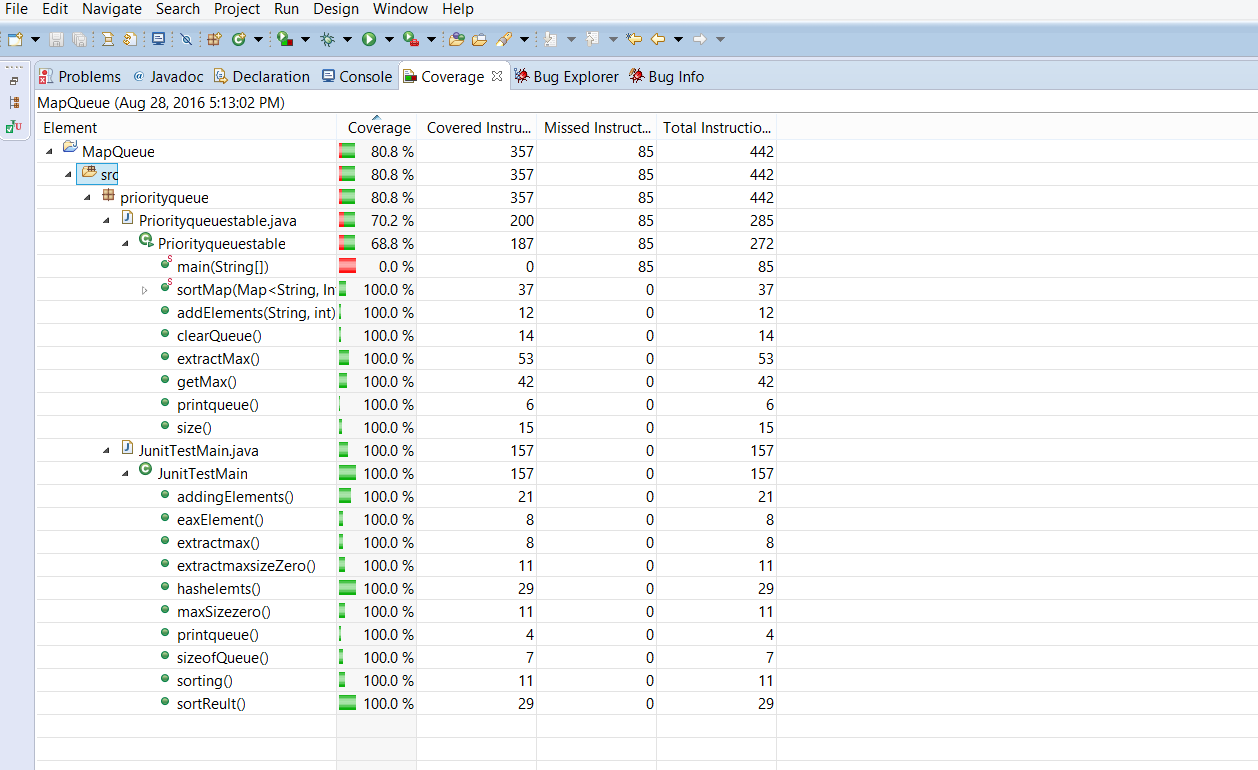 File Edit Navigate Search Project Run Design Window Help
Problems @ Javadoc Declaration Console Coverage Bug Explorer Bug Info
MapQueue (Aug 28, 2016 5:13:02 PM)
Element Coverage Covered Instru... Missed Instruct... Total Instructio...
MapQueue 80.8 % 357 85 442
src 80.8 % 357 85 442
priorityqueue 80.8 % 357 85 442
Priorityqueuestable.java 70.2 % 200 85 285
Priorityqueuestable 68.8 % 187 85 272
main(String[]) 0.0 % 0 85 85
sortMap(Map<String, In 100.0 % 37 0 37
addElements(String, int) 100.0 % 12 0 12
clearQueue() 100.0 % 14 0 14
extractMax() 100.0 % 53 0 53
getMax() 100.0 % 42 0 42
printqueue() 100.0 % 6 0 6
size() 100.0 % 15 0 15
JunitTestMain.java 100.0 % 157 0 157
JunitTestMain 100.0 % 157 0 157
addingElements() 100.0 % 21 0 21
eaxElement() 100.0 % 8 0 8
extractmax() 100.0 % 8 0 8
extractmaxsizeZero() 100.0 % 11 0 11
hashelemts() 100.0 % 29 0 29
maxSizezero() 100.0 % 11 0 11
printqueue() 100.0 % 4 0 4
sizeofQueue() 100.0 % 7 0 7
sorting() 100.0 % 11 0 11
sortReult() 100.0 % 29 0 29